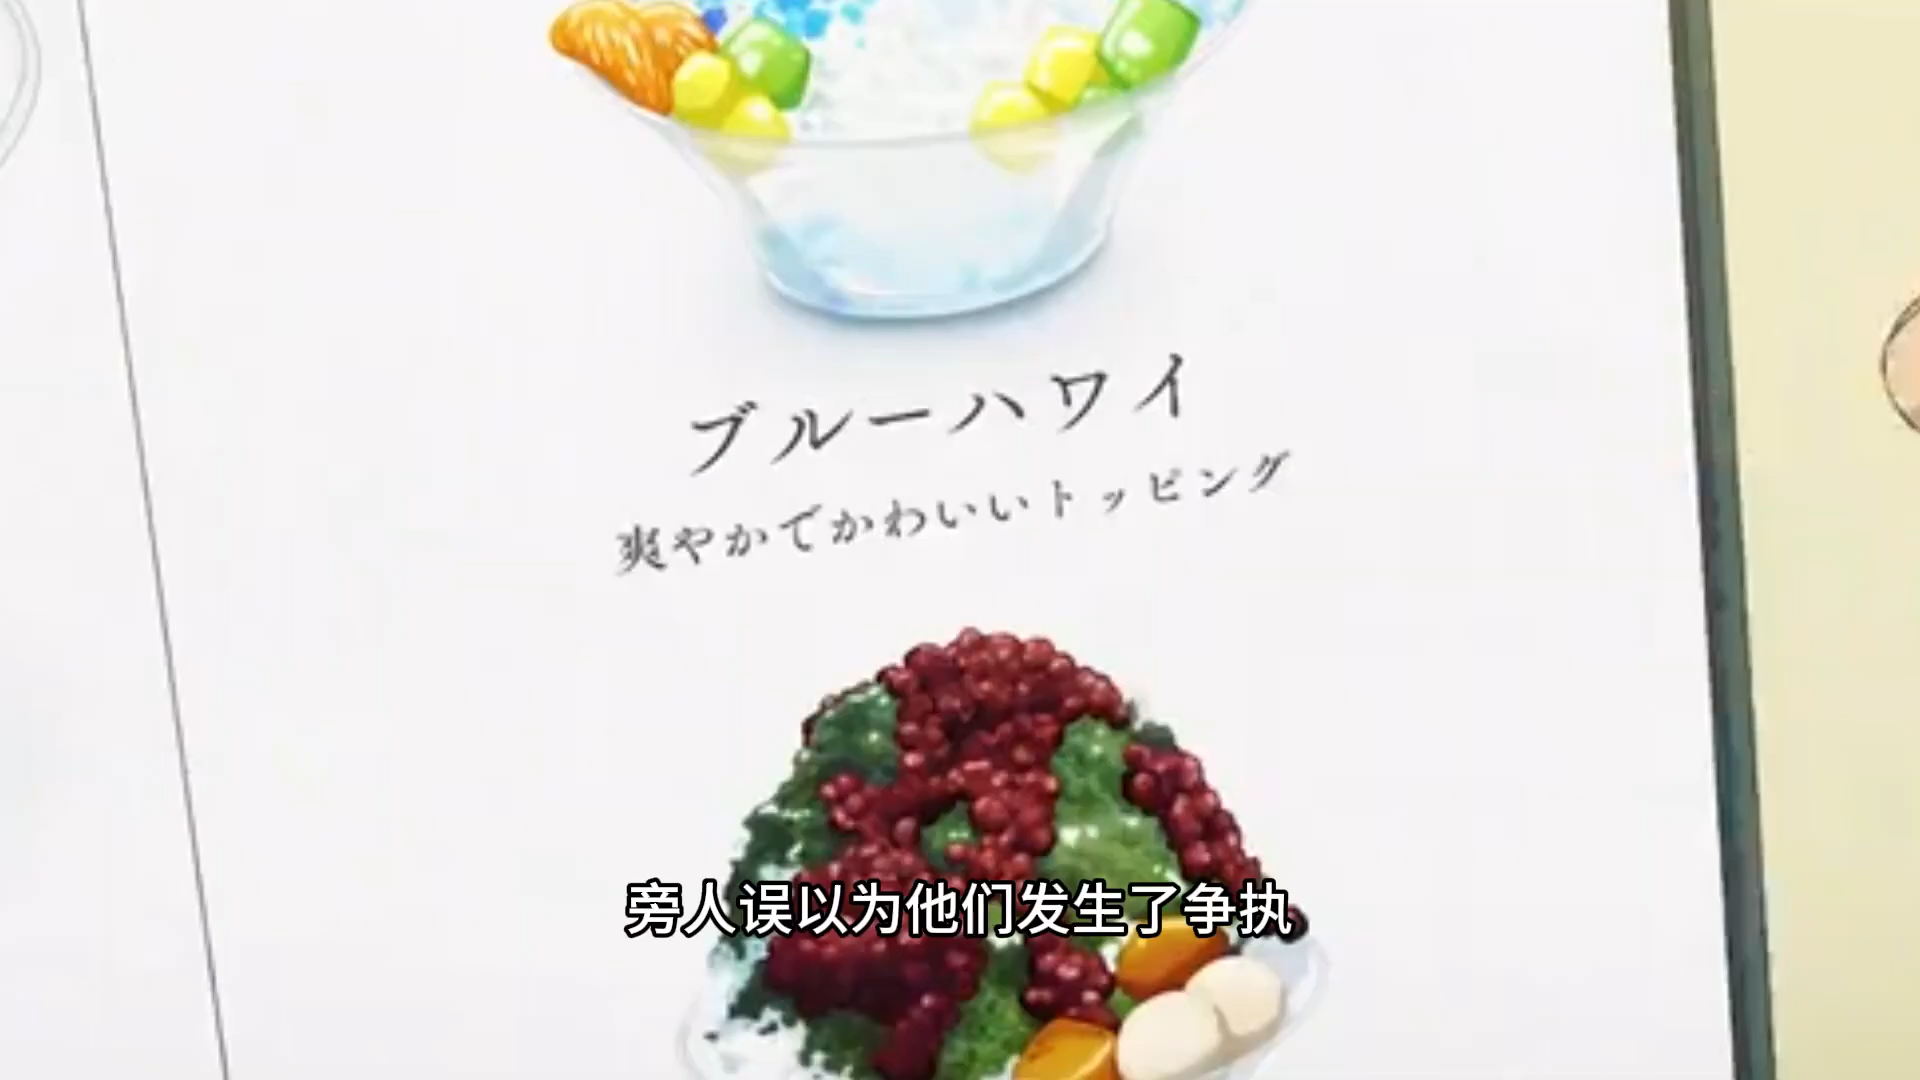 ブルーハワイ
爽やかでかわいいトッピング
旁人误以为他们发生了争执